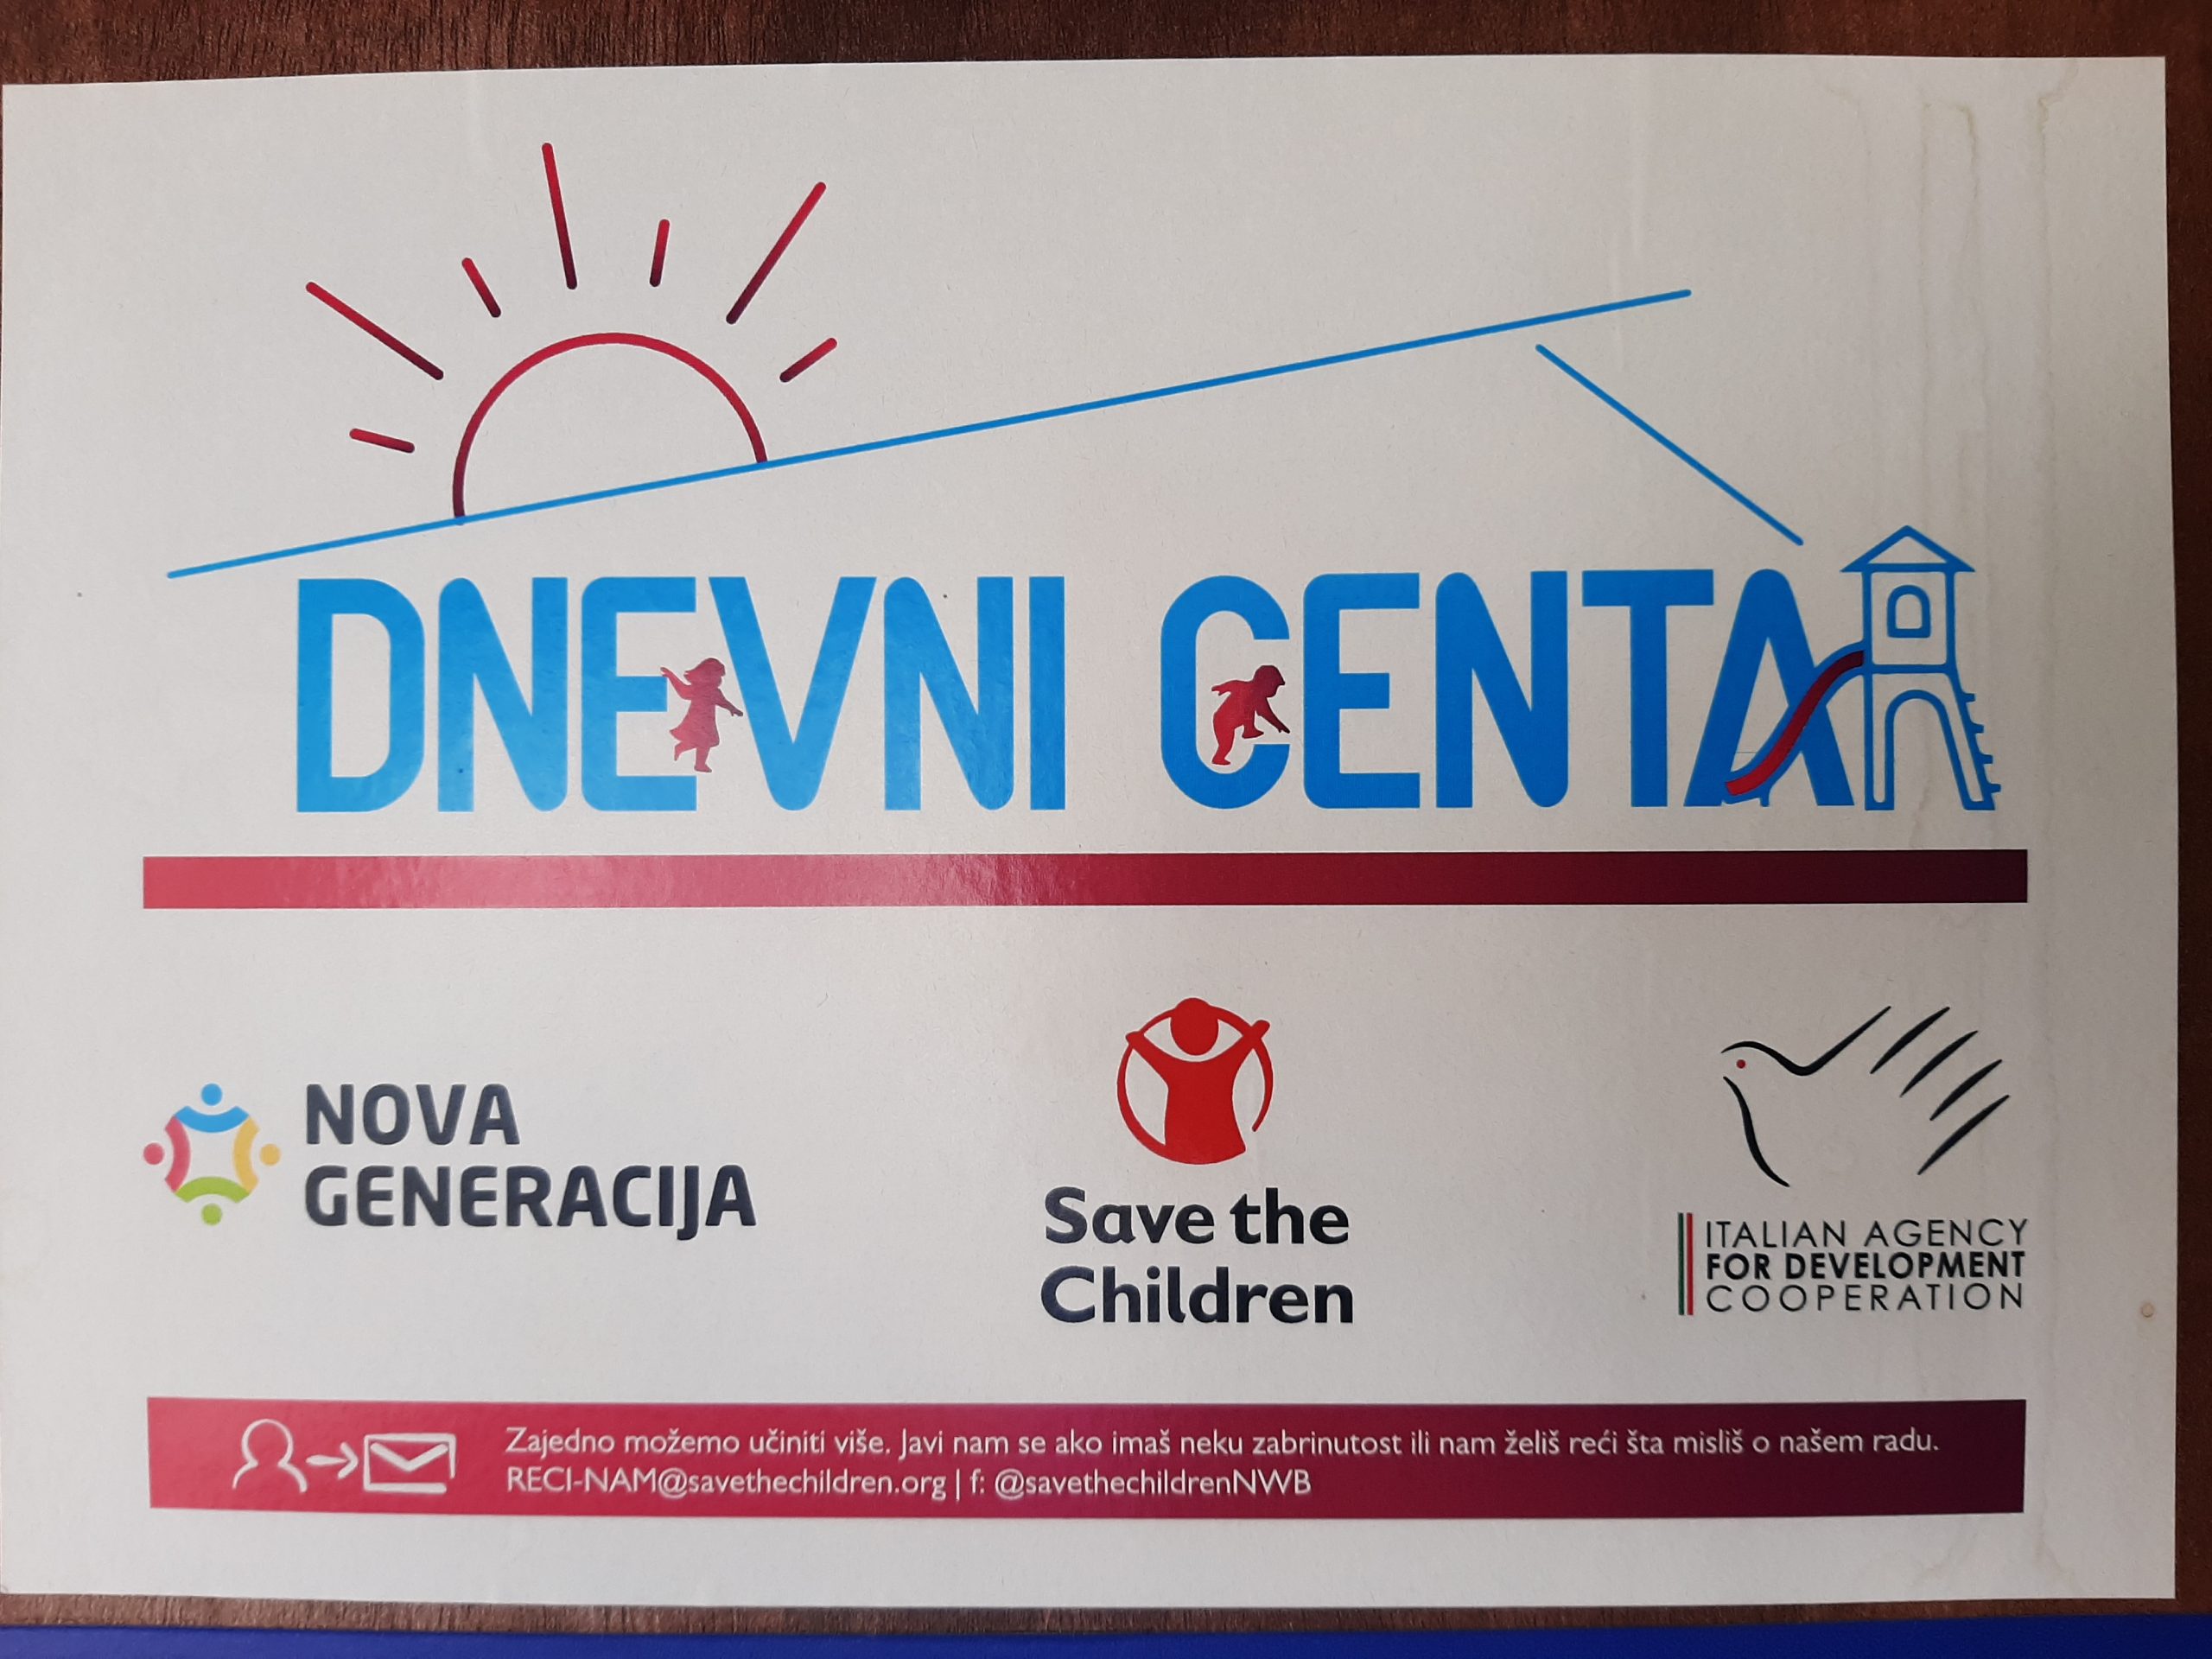 DNEVNI CENTAR
NOVA
GENERACIJA
Save the
Children
ITALIAN AGENCY
FOR DEVELOPMENT
COOPERATION
Zajedno možemo učiniti više. Javi nam se ako imaš neku zabrinutost ili nam želiš reći šta misliš o našem radu.
RECI-NAM@savethechildren.org | f: @savethechildrenNWB